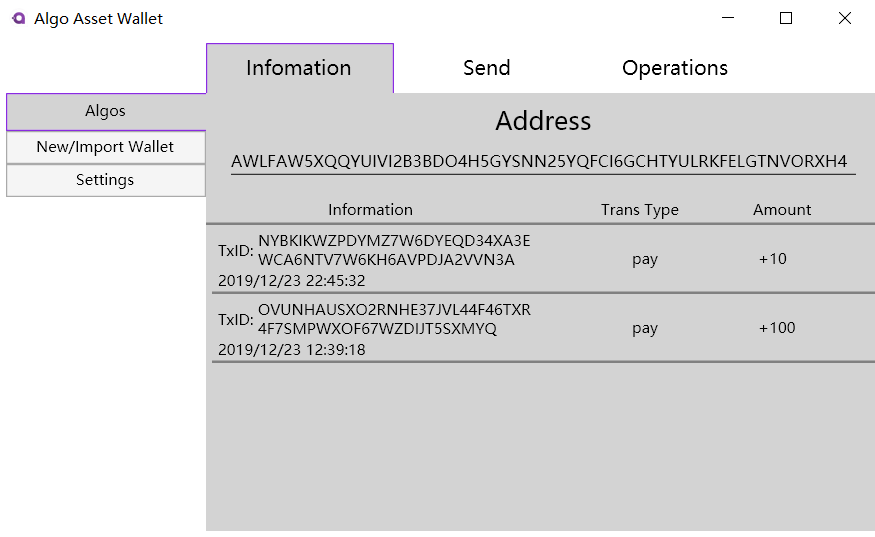 Algo Asset Wallet
Infomation
Send
Operations
Algos
New/Import Wallet
Settings
Address
AWLFAW5XQQYUIVI2B3BDO4H5GYSNN25YQFCI6GCHTYULRKFELGTNVORXH4
Information Trans Type Amount
TxID: NYBKIKWZPDYMZ7W6DYEQD34XA3E
WCA6NTV7W6KH6AVPDJA2VVN3A
pay +10
2019/12/23 22:45:32
TxID: OVUNHAUSXO2RNHE37JVL44F46TXR
4F7SMPWXOF67WZDIJT5SXMYQ
pay +100
2019/12/23 12:39:18